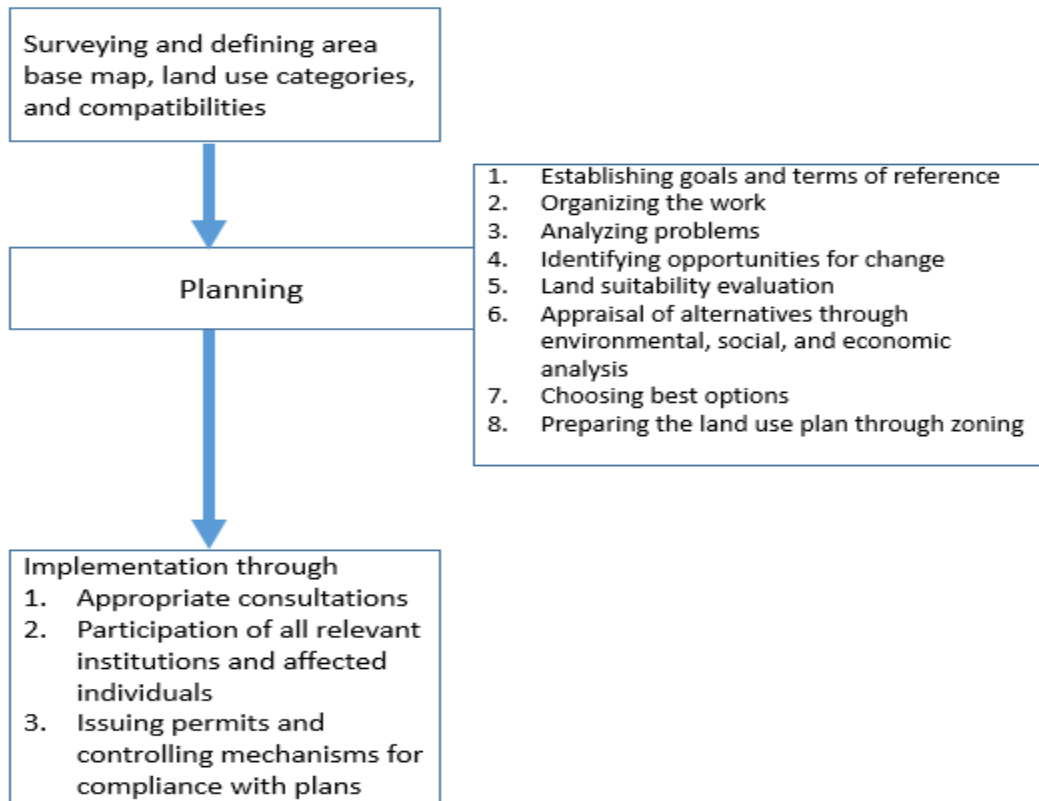 Surveying and defining area
base map, land use categories,
and compatibilities
Planning
1. Establishing goals and terms of reference
2. Organizing the work
3. Analyzing problems
4. Identifying opportunities for change
5. Land suitability evaluation
6. Appraisal of alternatives through
environmental, social, and economic
analysis
7. Choosing best options
8. Preparing the land use plan through zoning
Implementation through
1. Appropriate consultations
2. Participation of all relevant
institutions and affected
individuals
3. Issuing permits and
controlling mechanisms for
compliance with plans